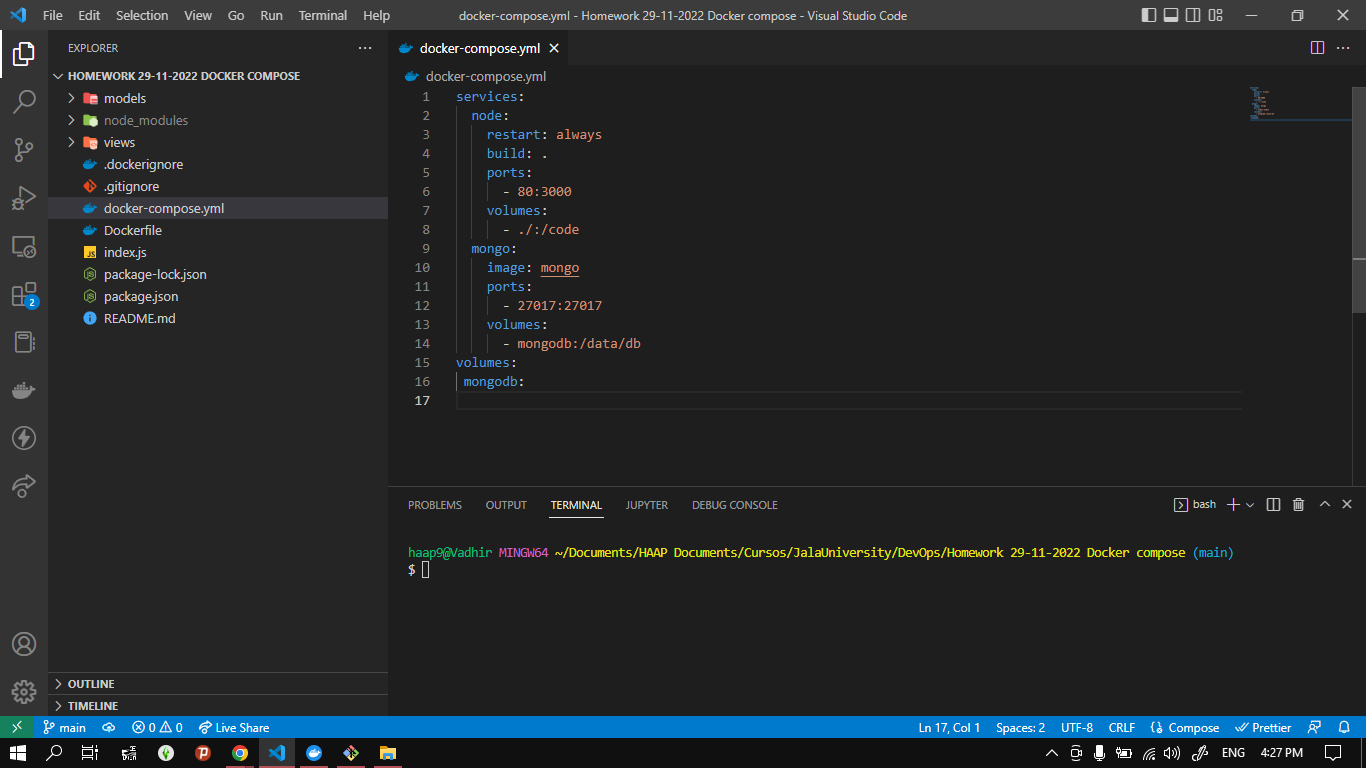 File Edit Selection View Go Run Terminal Help docker-compose.yml - Homework 29-11-2022 Docker compose - Visual Studio Code
EXPLORER
HOMEWORK 29-11-2022 DOCKER COMPOSE
models
node_modules
views
.dockerignore
.gitignore
docker-compose.yml
Dockerfile
index.js
package-lock.json
package.json
README.md
OUTLINE
TIMELINE
2
docker-compose.yml
docker-compose.yml
1 services:
2   node:
3     restart: always
4     build: .
5     ports:
6       - 80:3000
7     volumes:
8       - ./:/code
9   mongo:
10     image: mongo
11     ports:
12       - 27017:27017
13     volumes:
14       - mongodb:/data/db
15 volumes:
16  mongodb:
17
PROBLEMS OUTPUT TERMINAL JUPYTER DEBUG CONSOLE bash
haap9@Vadhir MINGW64 ~/Documents/HAAP Documents/Cursos/JalaUniversity/DevOps/Homework 29-11-2022 Docker compose (main)
$
main 0 0 Live Share Ln 17, Col 1 Spaces: 2 UTF-8 CRLF Compose Prettier
ENG 4:27 PM